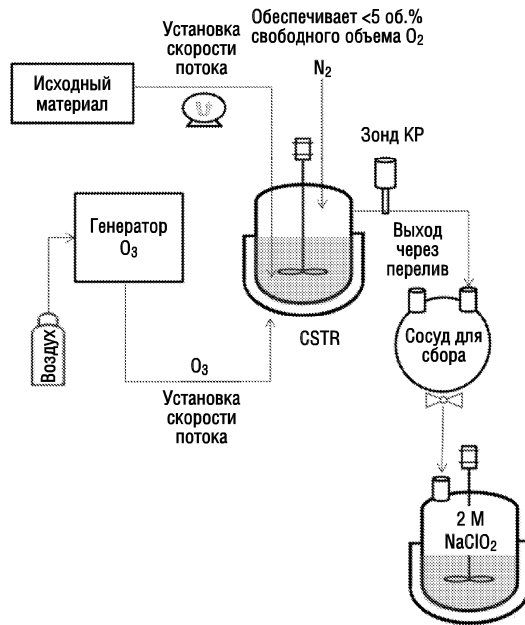 Обеспечивает <5 об.%
свободного объема O₂
N₂
Установка
скорости
потока
Исходный
материал
Зонд КР
Генератор
O₃
Выход
через
перелив
Воздух
CSTR
Сосуд для
сбора
O₃
Установка
скорости
потока
2 M
NaClO₂